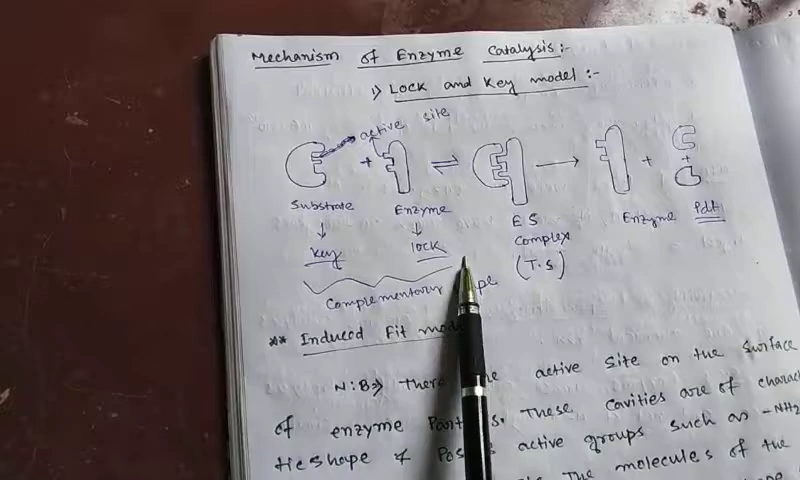 Mechanism of Enzyme Catalysis:-
1) Lock and Key model :-
active site
+ ⇌ → + +
Substrate Enzyme ES Enzyme Pdt
↓ ↓ Complex
Key lock (T.S)
Complementary
** Induced Fit
N:B⇒ There active site on the surface
of enzyme These cavities are of
shape & active groups such as -NH2
The molecules of the